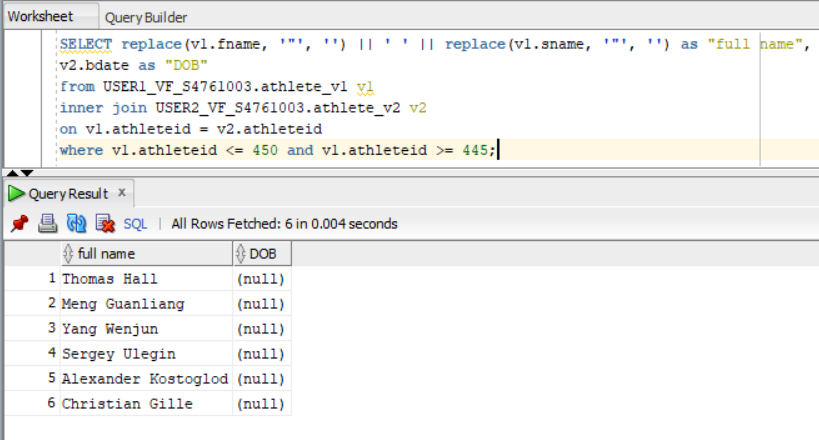 Worksheet Query Builder
SELECT replace(v1.fname, '"', '') || ' ' || replace(v1.sname, '"', '') as "full name",
v2.bdate as "DOB"
from USER1_VF_S4761003.athlete_v1 v1
inner join USER2_VF_S4761003.athlete_v2 v2
on v1.athleteid = v2.athleteid
where v1.athleteid <= 450 and v1.athleteid >= 445;
Query Result x
SQL | All Rows Fetched: 6 in 0.004 seconds
full name DOB
1 Thomas Hall (null)
2 Meng Guanliang (null)
3 Yang Wenjun (null)
4 Sergey Ulegin (null)
5 Alexander Kostoglod (null)
6 Christian Gille (null)